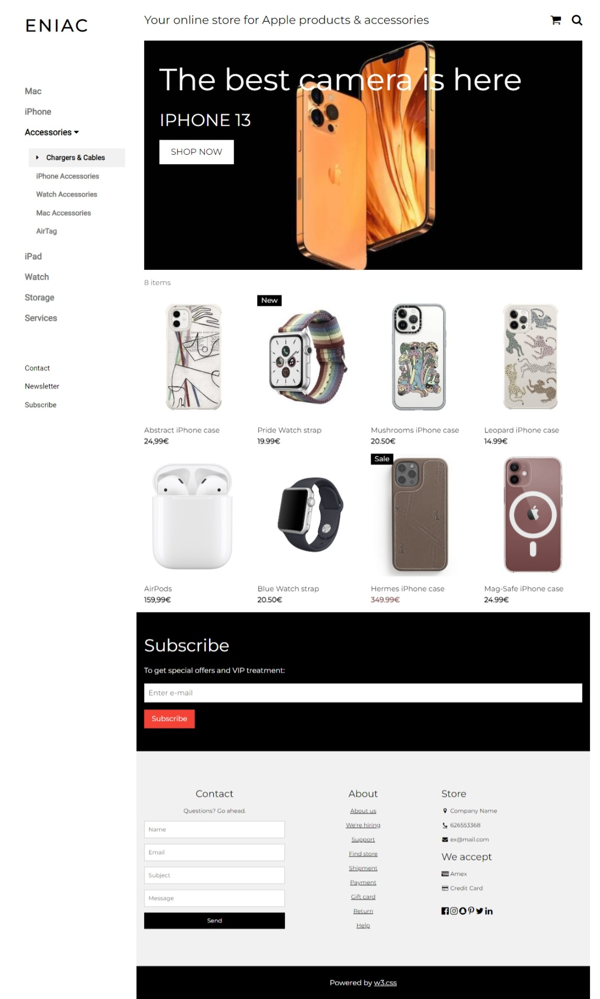 ENIAC
Your online store for Apple products & accessories
Mac
iPhone
Accessories
Chargers & Cables
iPhone Accessories
Watch Accessories
Mac Accessories
AirTag
iPad
Watch
Storage
Services
Contact
Newsletter
Subscribe
The best camera is here
IPHONE 13
SHOP NOW
8 items
New
Abstract iPhone case
24,99€
Pride Watch strap
19.99€
Mushrooms iPhone case
20.50€
Leopard iPhone case
14.99€
Sale
AirPods
159,99€
Blue Watch strap
20.50€
Hermes iPhone case
349.99€
Mag-Safe iPhone case
24.99€
Subscribe
To get special offers and VIP treatment:
Enter e-mail
Subscribe
Contact
Questions? Go ahead.
Name
Email
Subject
Message
Send
About
About us
We're hiring
Support
Find store
Shipment
Payment
Gift card
Return
Help
Store
Company Name
626553368
ex@mail.com
We accept
Amex
Credit Card
Powered by w3.css